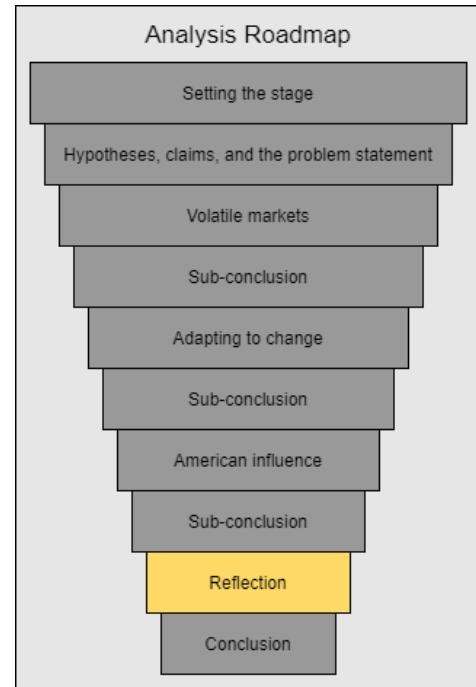 Analysis Roadmap
Setting the stage
Hypotheses, claims, and the problem statement
Volatile markets
Sub-conclusion
Adapting to change
Sub-conclusion
American influence
Sub-conclusion
Reflection
Conclusion